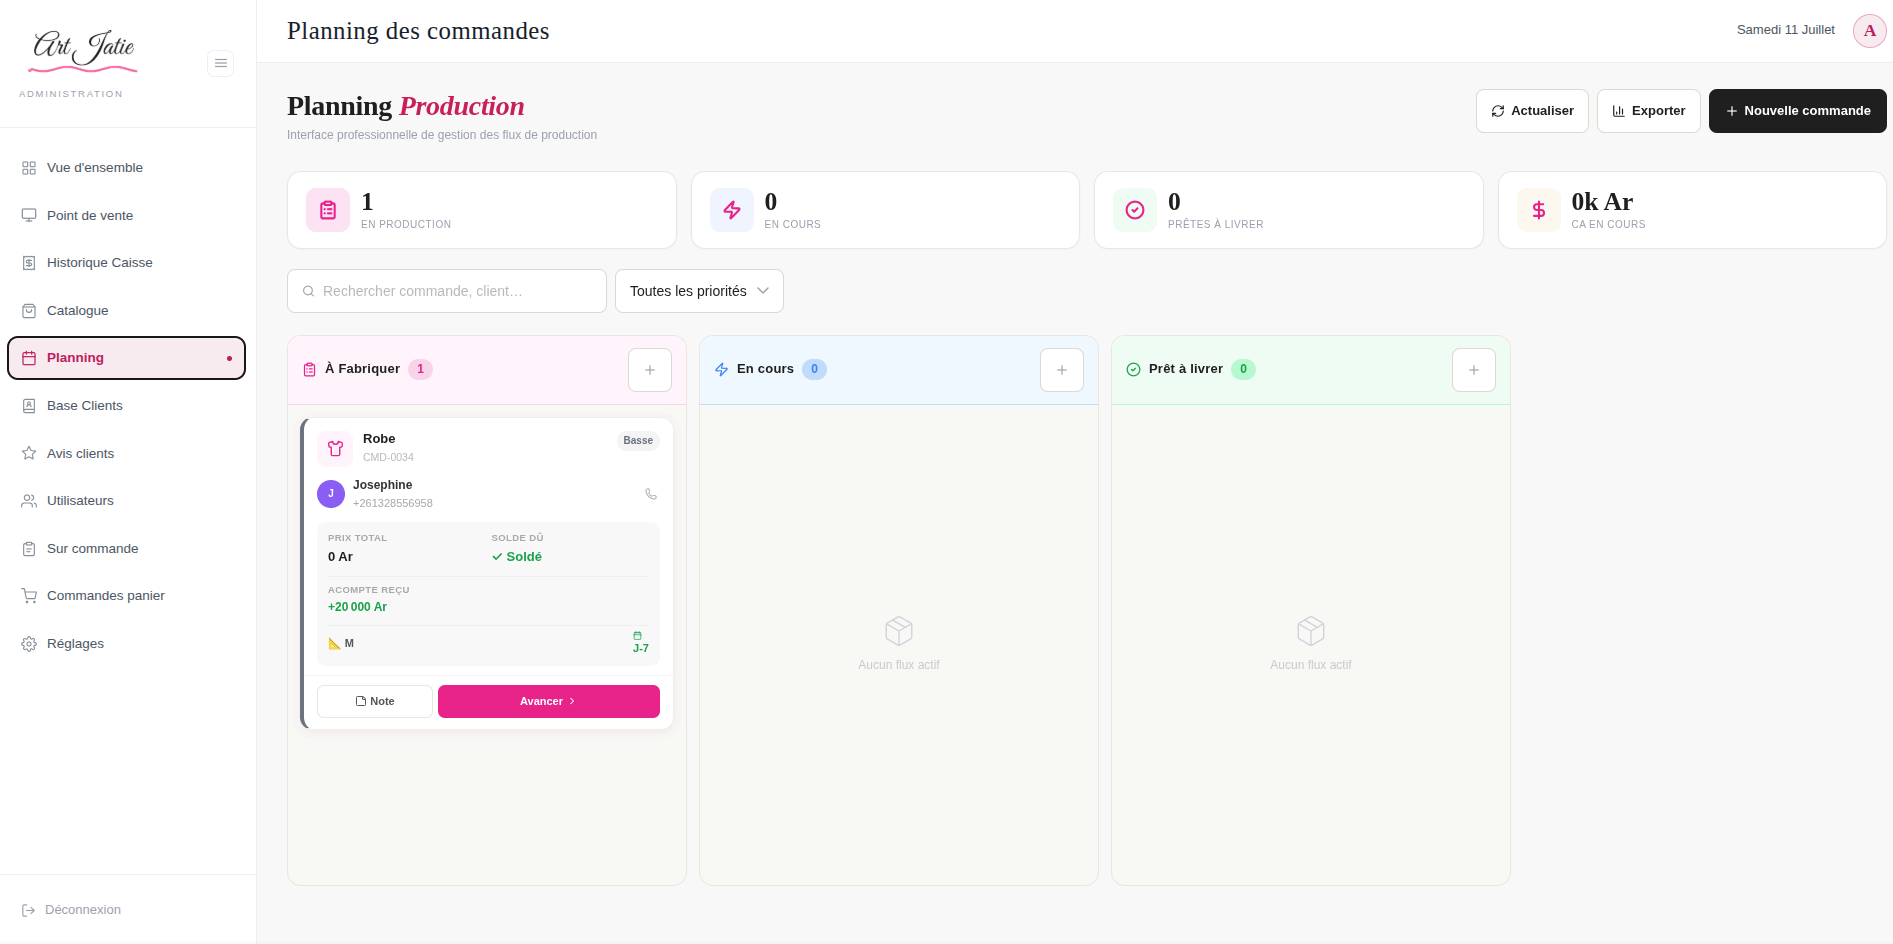 Art Jatie
ADMINISTRATION
Vue d'ensemble
Point de vente
Historique Caisse
Catalogue
Planning
Base Clients
Avis clients
Utilisateurs
Sur commande
Commandes panier
Réglages
Déconnexion
Planning des commandes
Samedi 11 Juillet
A
Planning Production
Interface professionnelle de gestion des flux de production
Actualiser
Exporter
Nouvelle commande
1
EN PRODUCTION
0
EN COURS
0
PRÊTES À LIVRER
0k Ar
CA EN COURS
Rechercher commande, client…
Toutes les priorités
À Fabriquer 1
Robe
Basse
CMD-0034
J
Josephine
+261328556958
PRIX TOTAL
0 Ar
SOLDE DÛ
Soldé
ACOMPTE REÇU
+20 000 Ar
M
J-7
Note
Avancer
En cours 0
Aucun flux actif
Prêt à livrer 0
Aucun flux actif